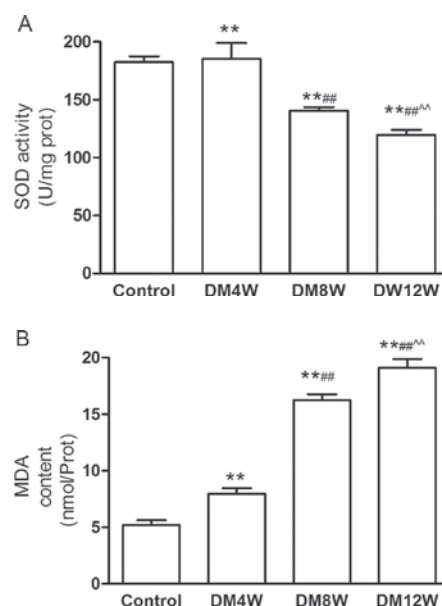 A
SOD activity
(U/mg prot)
200
150
100
50
0
**
**##
**##^^
Control DM4W DM8W DW12W
B
MDA
content
(nmol/Prot)
20
15
10
5
0
**
**##
**##^^
Control DM4W DM8W DM12W